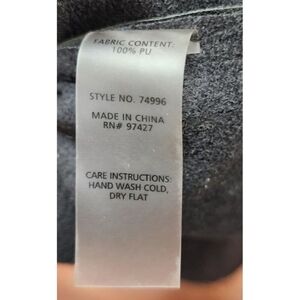 FABRIC CONTENT:
100% PU
STYLE NO. 74996
MADE IN CHINA
RN# 97427
CARE INSTRUCTIONS:
HAND WASH COLD,
DRY FLAT